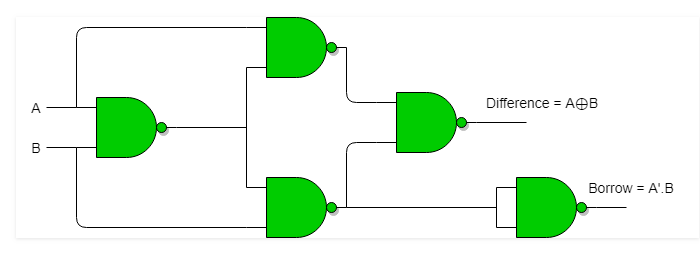 Difference = A⊕B
A
B
Borrow = A'.B